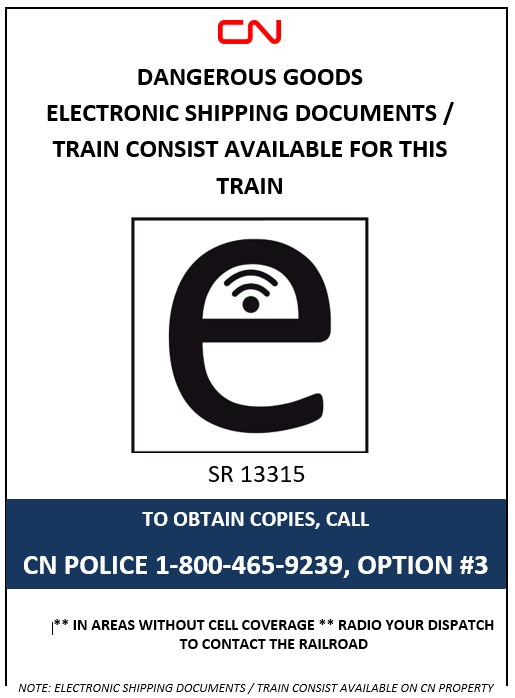 CN
DANGEROUS GOODS
ELECTRONIC SHIPPING DOCUMENTS /
TRAIN CONSIST AVAILABLE FOR THIS
TRAIN
e
SR 13315
TO OBTAIN COPIES, CALL
CN POLICE 1-800-465-9239, OPTION #3
** IN AREAS WITHOUT CELL COVERAGE ** RADIO YOUR DISPATCH
TO CONTACT THE RAILROAD
NOTE: ELECTRONIC SHIPPING DOCUMENTS / TRAIN CONSIST AVAILABLE ON CN PROPERTY